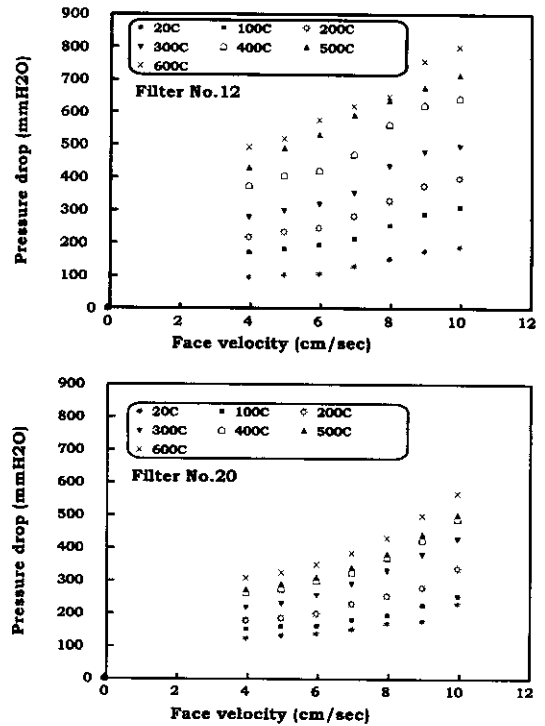 900
800
700
600
500
400
300
200
100
0
Pressure drop (mmH2O)
20C 100C 200C
300C 400C 500C
600C
Filter No.12
0 2 4 6 8 10 12
Face velocity (cm/sec)
900
800
700
600
500
400
300
200
100
0
Pressure drop (mmH2O)
20C 100C 200C
300C 400C 500C
600C
Filter No.20
0 2 4 6 8 10 12
Face velocity (cm/sec)